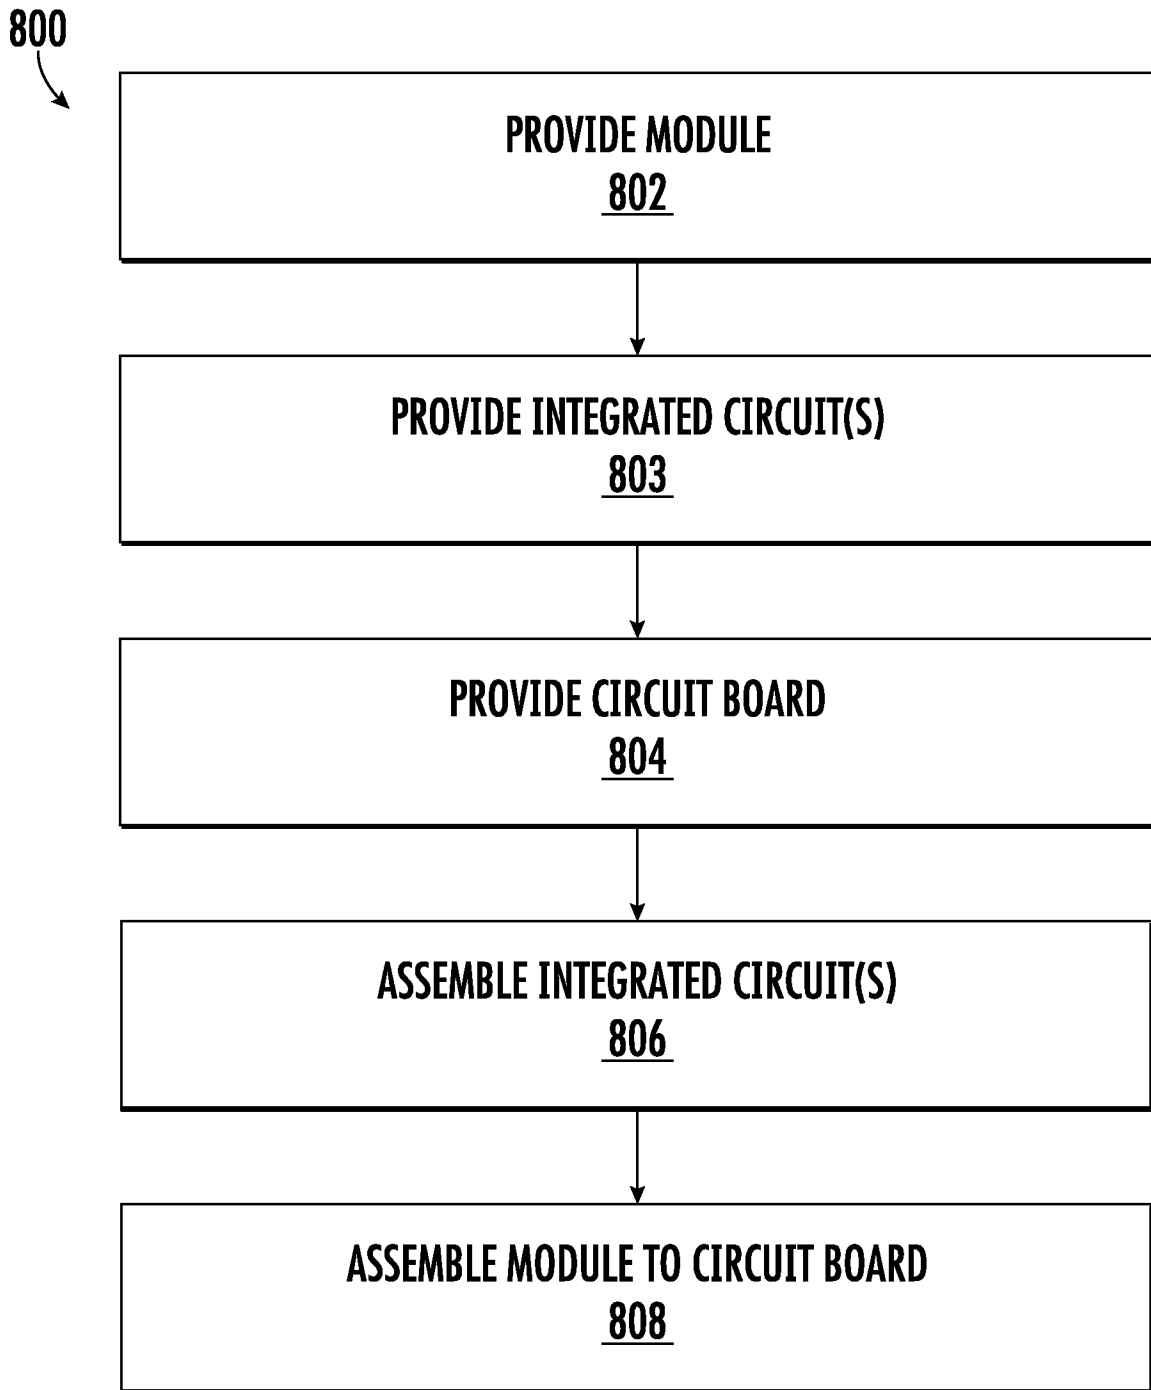 800
PROVIDE MODULE
802
PROVIDE INTEGRATED CIRCUIT(S)
803
PROVIDE CIRCUIT BOARD
804
ASSEMBLE INTEGRATED CIRCUIT(S)
806
ASSEMBLE MODULE TO CIRCUIT BOARD
808